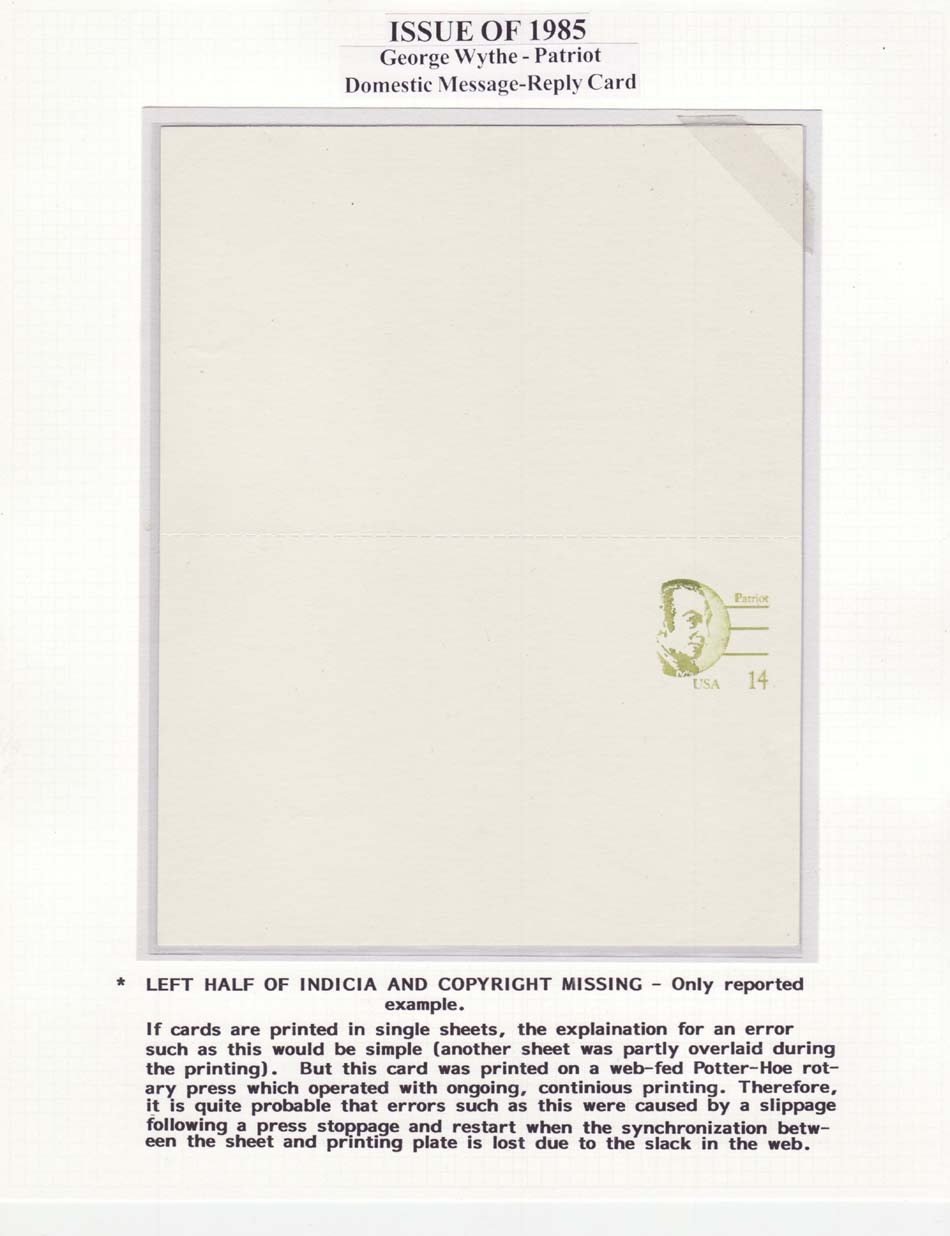 ISSUE OF 1985
George Wythe - Patriot
Domestic Message-Reply Card
Patriot
USA 14
* LEFT HALF OF INDICIA AND COPYRIGHT MISSING - Only reported
example.
If cards are printed in single sheets, the explaination for an error
such as this would be simple (another sheet was partly overlaid during
the printing). But this card was printed on a web-fed Potter-Hoe rot-
ary press which operated with ongoing, continious printing. Therefore,
it is quite probable that errors such as this were caused by a slippage
following a press stoppage and restart when the synchronization betw-
een the sheet and printing plate is lost due to the slack in the web.